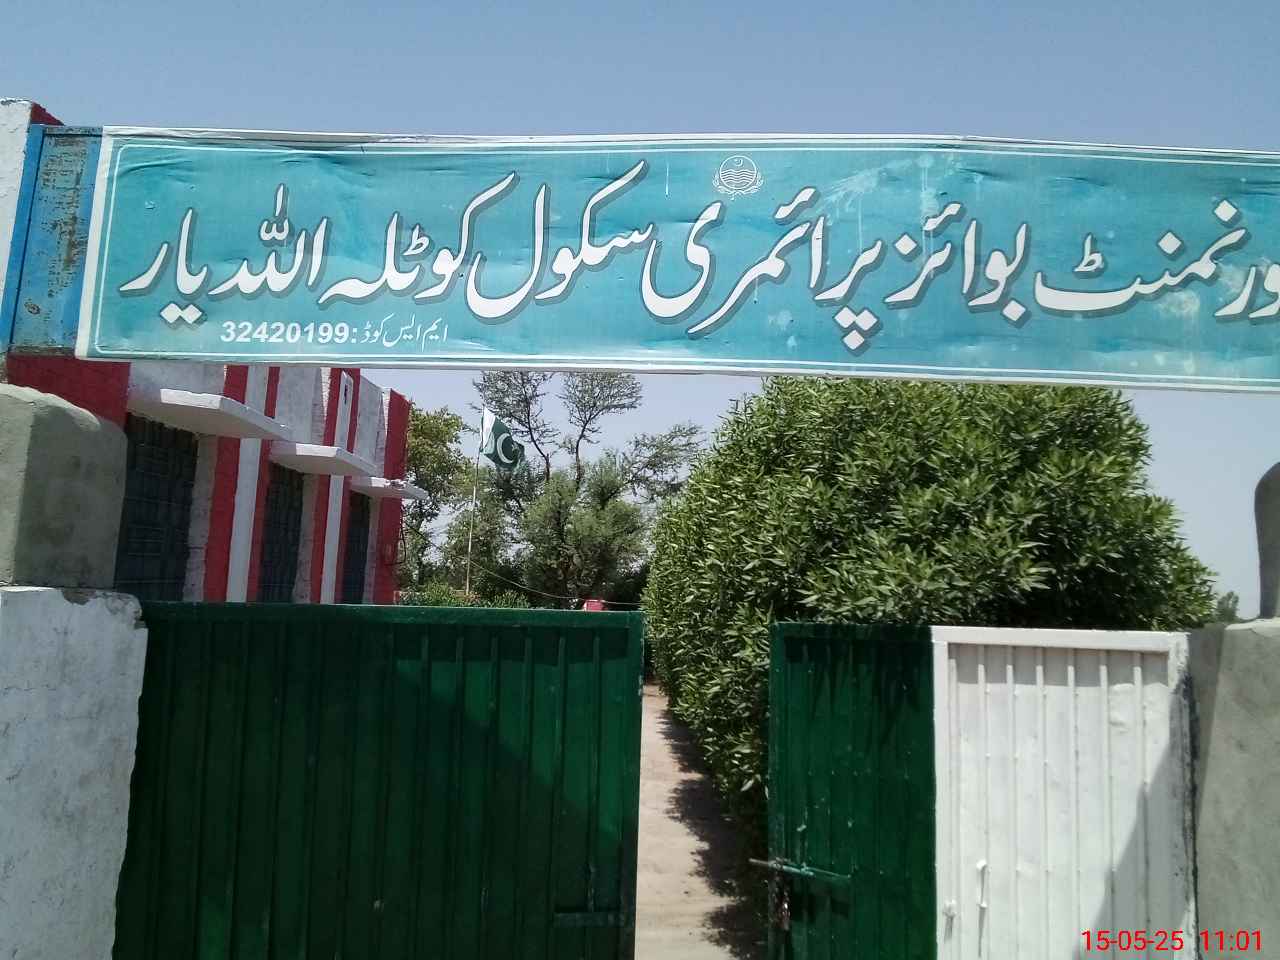 ورنمنٹ بوائز پرائمری سکول کوٹلہ اللہ یار
ایم ایس کوڈ: 32420199
15-05-25 11:01